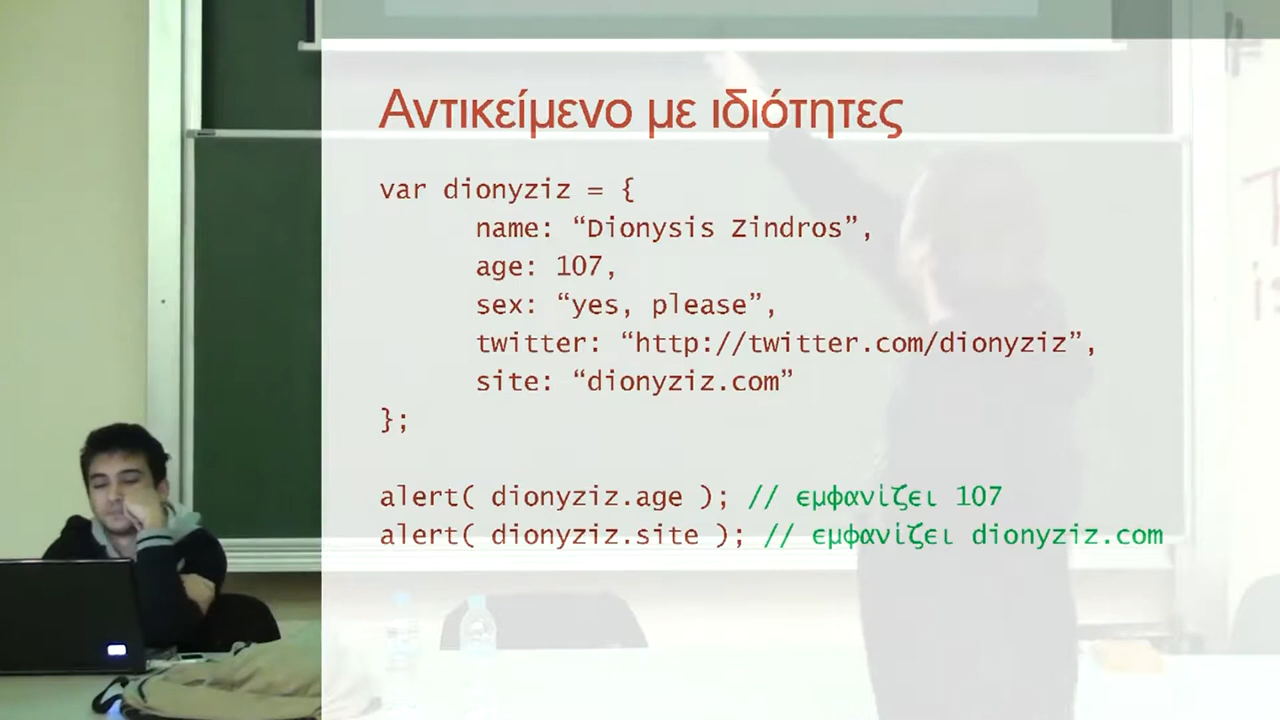 Αντικείμενο με ιδιότητες
var dionyziz = {
name: “Dionysis Zindros”,
age: 107,
sex: “yes, please”,
twitter: “http://twitter.com/dionyziz”,
site: “dionyziz.com”
};
alert( dionyziz.age ); // εμφανίζει 107
alert( dionyziz.site ); // εμφανίζει dionyziz.com